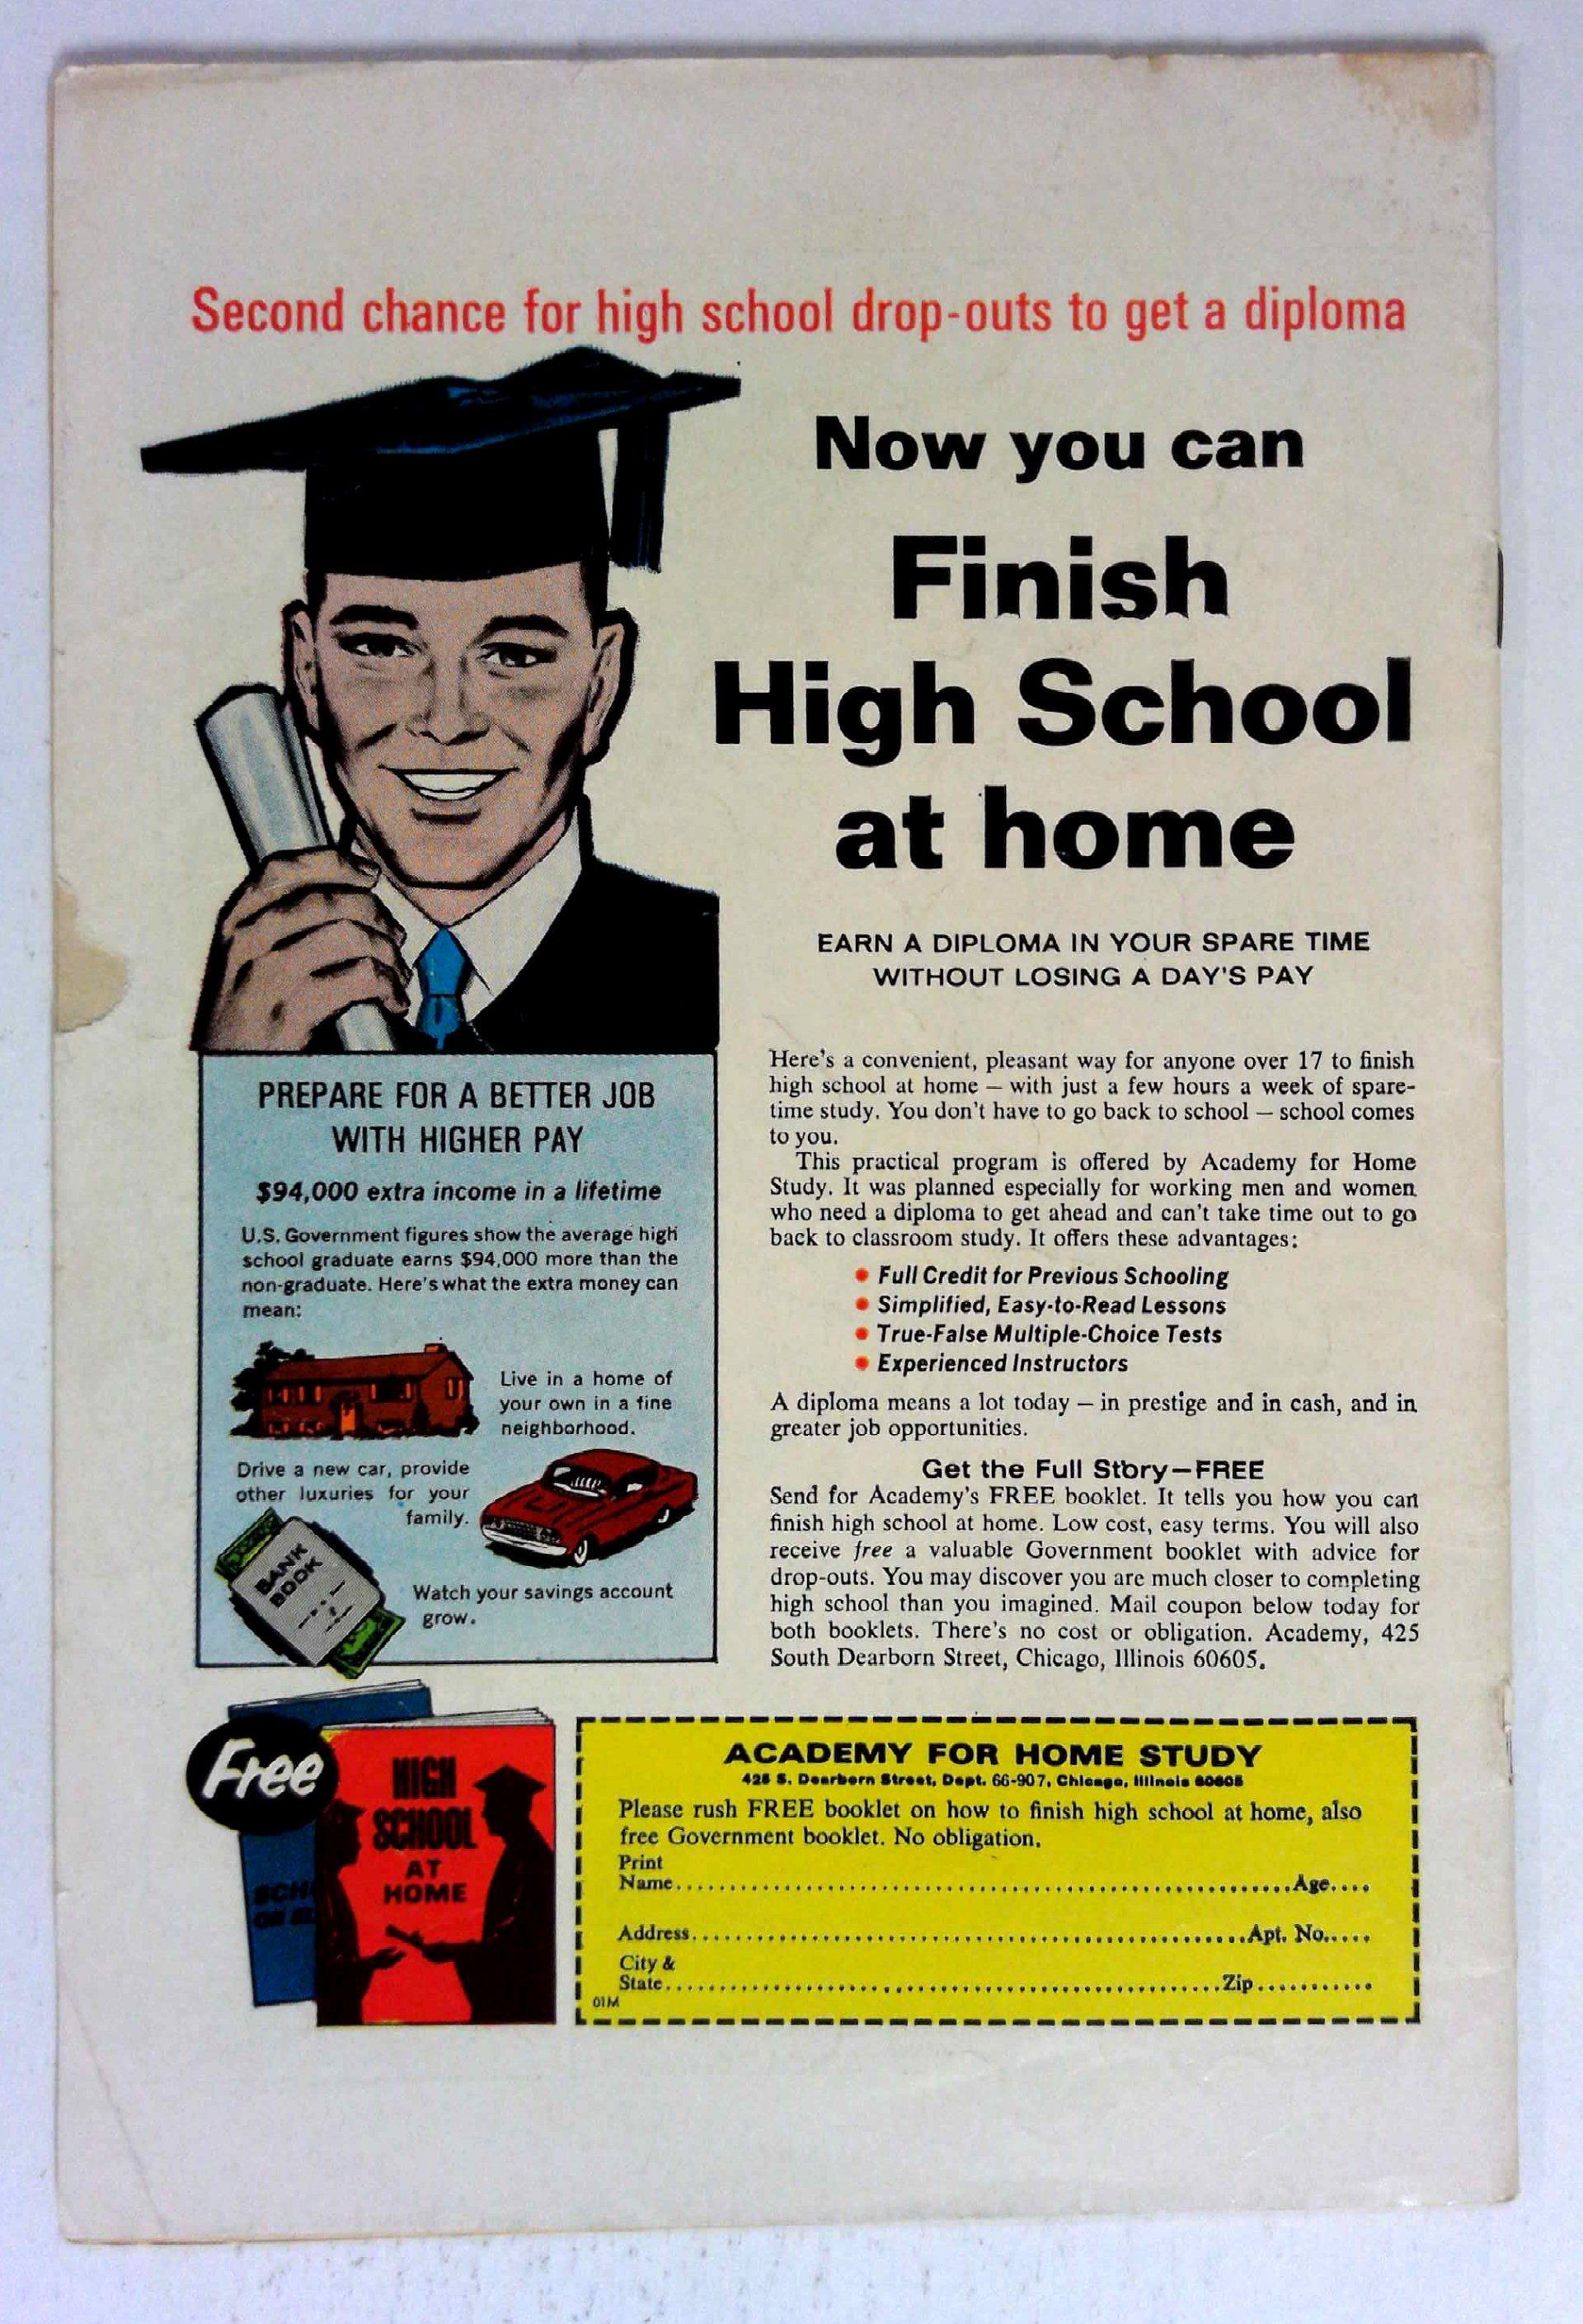 Second chance for high school drop-outs to get a diploma
Now you can
Finish
High School
at home
EARN A DIPLOMA IN YOUR SPARE TIME
WITHOUT LOSING A DAY'S PAY
PREPARE FOR A BETTER JOB
WITH HIGHER PAY
$94,000 extra income in a lifetime
U.S. Government figures show the average high
school graduate earns $94,000 more than the
non-graduate. Here's what the extra money can
mean:
Live in a home of
your own in a fine
neighborhood.
Drive a new car, provide
other luxuries for your
family.
BANK
BOOK
Watch your savings account
grow.
Here's a convenient, pleasant way for anyone over 17 to finish
high school at home – with just a few hours a week of spare-
time study. You don't have to go back to school – school comes
to you.
This practical program is offered by Academy for Home
Study. It was planned especially for working men and women
who need a diploma to get ahead and can't take time out to go
back to classroom study. It offers these advantages:
• Full Credit for Previous Schooling
• Simplified, Easy-to-Read Lessons
• True-False Multiple-Choice Tests
• Experienced Instructors
A diploma means a lot today – in prestige and in cash, and in
greater job opportunities.
Get the Full Story–FREE
Send for Academy's FREE booklet. It tells you how you can
finish high school at home. Low cost, easy terms. You will also
receive free a valuable Government booklet with advice for
drop-outs. You may discover you are much closer to completing
high school than you imagined. Mail coupon below today for
both booklets. There's no cost or obligation. Academy, 425
South Dearborn Street, Chicago, Illinois 60605.
Free
HIGH
SCHOOL
AT
HOME
ACADEMY FOR HOME STUDY
425 S. Dearborn Street, Dept. 66-907, Chicago, Illinois 60605
Please rush FREE booklet on how to finish high school at home, also
free Government booklet. No obligation.
Print
Name..........Age....
Address..........Apt. No.....
City &
State..........Zip...........
01M